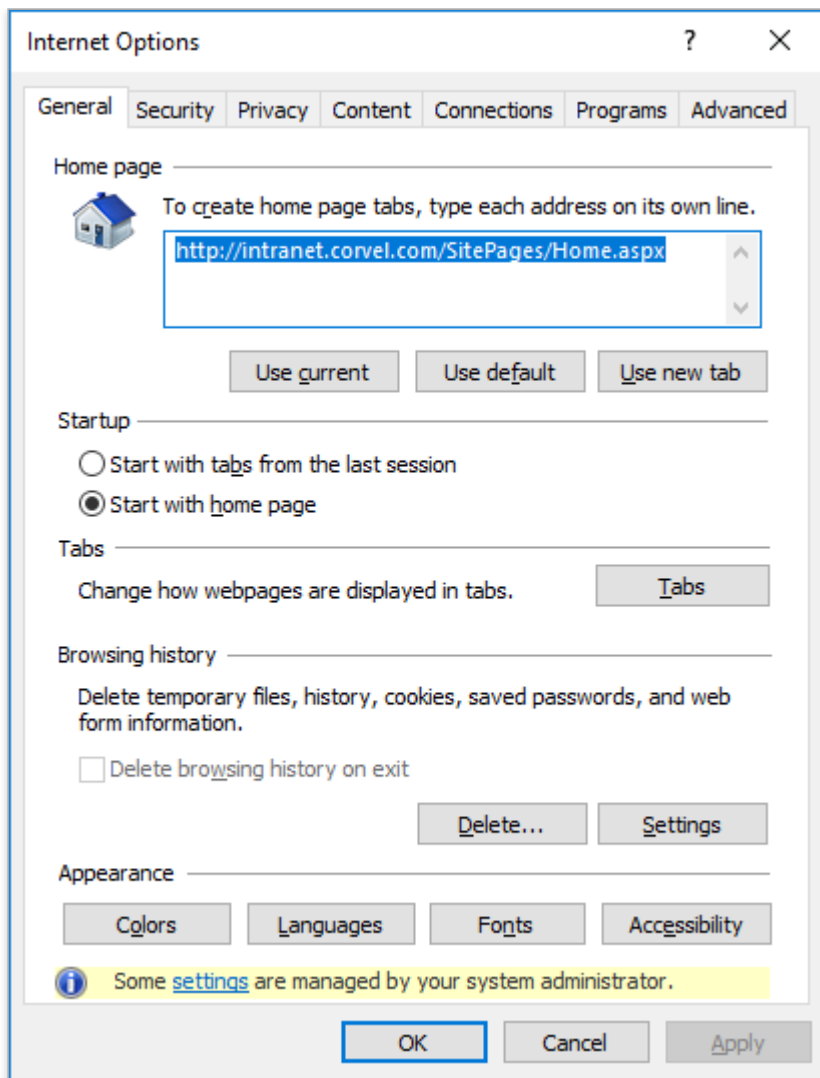 Internet Options ?
General Security Privacy Content Connections Programs Advanced
Home page
To create home page tabs, type each address on its own line.
http://intranet.corvel.com/SitePages/Home.aspx
Use current Use default Use new tab
Startup
Start with tabs from the last session
Start with home page
Tabs
Change how webpages are displayed in tabs. Tabs
Browsing history
Delete temporary files, history, cookies, saved passwords, and web
form information.
Delete browsing history on exit
Delete... Settings
Appearance
Colors Languages Fonts Accessibility
Some settings are managed by your system administrator.
OK Cancel Apply